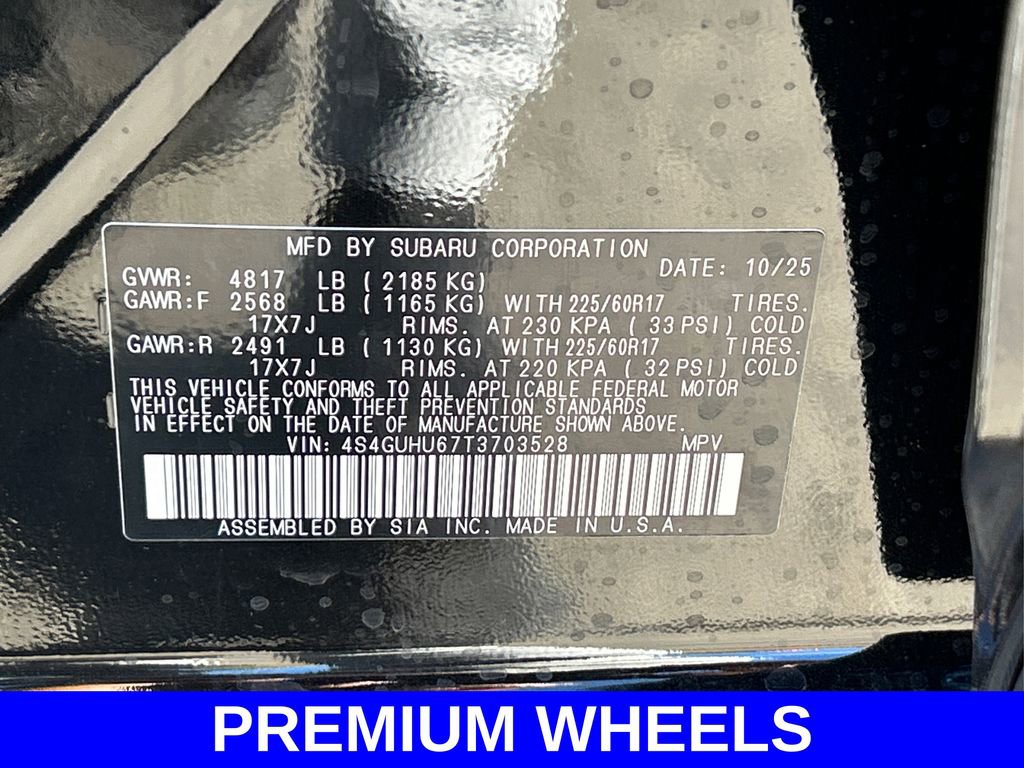 MFD BY SUBARU CORPORATION
DATE: 10/25
GVWR: 4817 LB ( 2185 KG)
GAWR:F 2568 LB ( 1165 KG) WITH 225/60R17 TIRES.
17X7J RIMS. AT 230 KPA ( 33 PSI) COLD
GAWR:R 2491 LB ( 1130 KG) WITH 225/60R17 TIRES.
17X7J RIMS. AT 220 KPA ( 32 PSI) COLD
THIS VEHICLE CONFORMS TO ALL APPLICABLE FEDERAL MOTOR
VEHICLE SAFETY AND THEFT PREVENTION STANDARDS
IN EFFECT ON THE DATE OF MANUFACTURE SHOWN ABOVE.
VIN: 4S4GUHU67T3703528 MPV
ASSEMBLED BY SIA INC. MADE IN U.S.A.
PREMIUM WHEELS